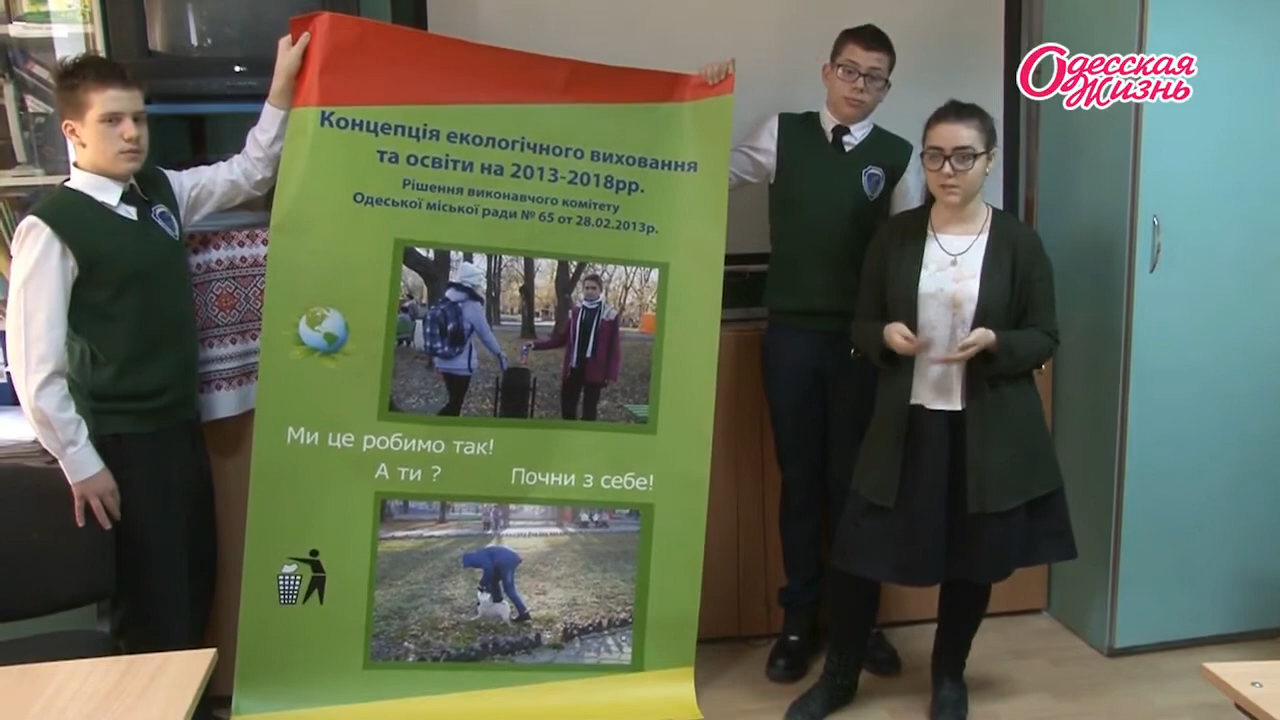 Одесская
Жизнь
Концепція екологічного виховання
та освіти на 2013-2018рр.
Рішення виконавчого комітету
Одеської міської ради № 65 от 28.02.2013р.
Ми це робимо так!
А ти ? Почни з себе!